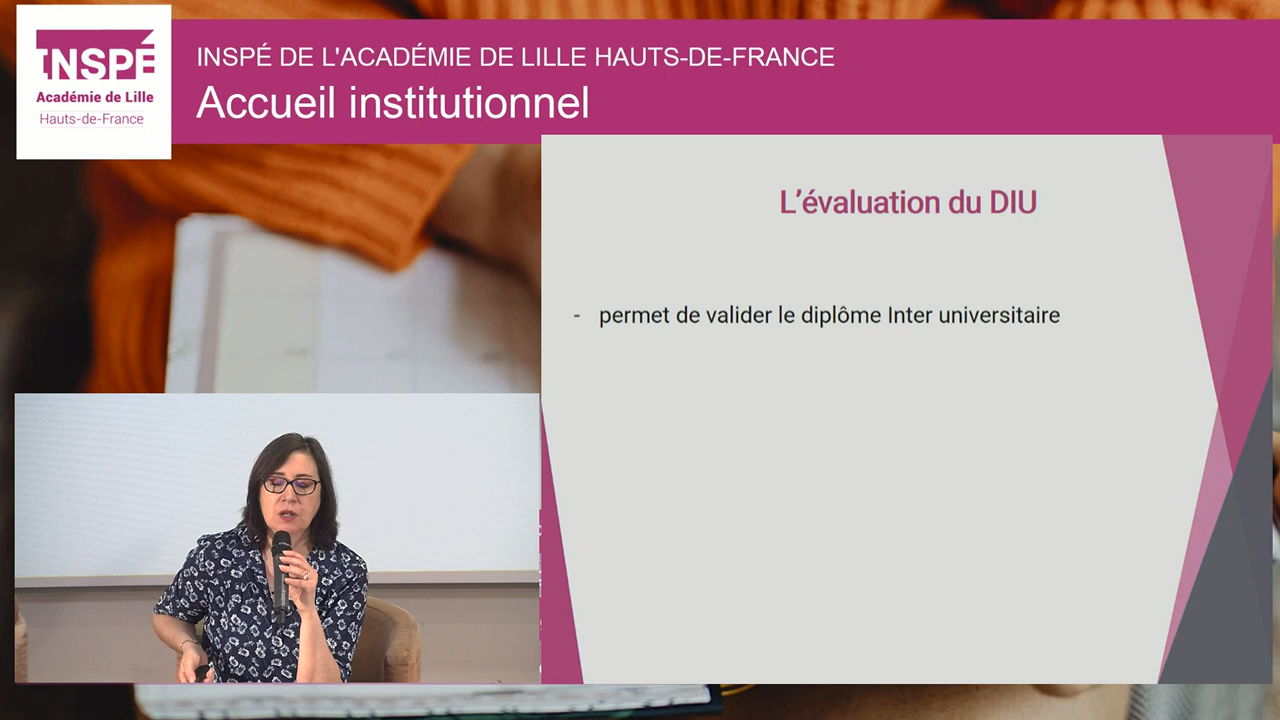 INSPÉ
Académie de Lille
Hauts-de-France
INSPÉ DE L'ACADÉMIE DE LILLE HAUTS-DE-FRANCE
Accueil institutionnel
L'évaluation du DIU
- permet de valider le diplôme Inter universitaire